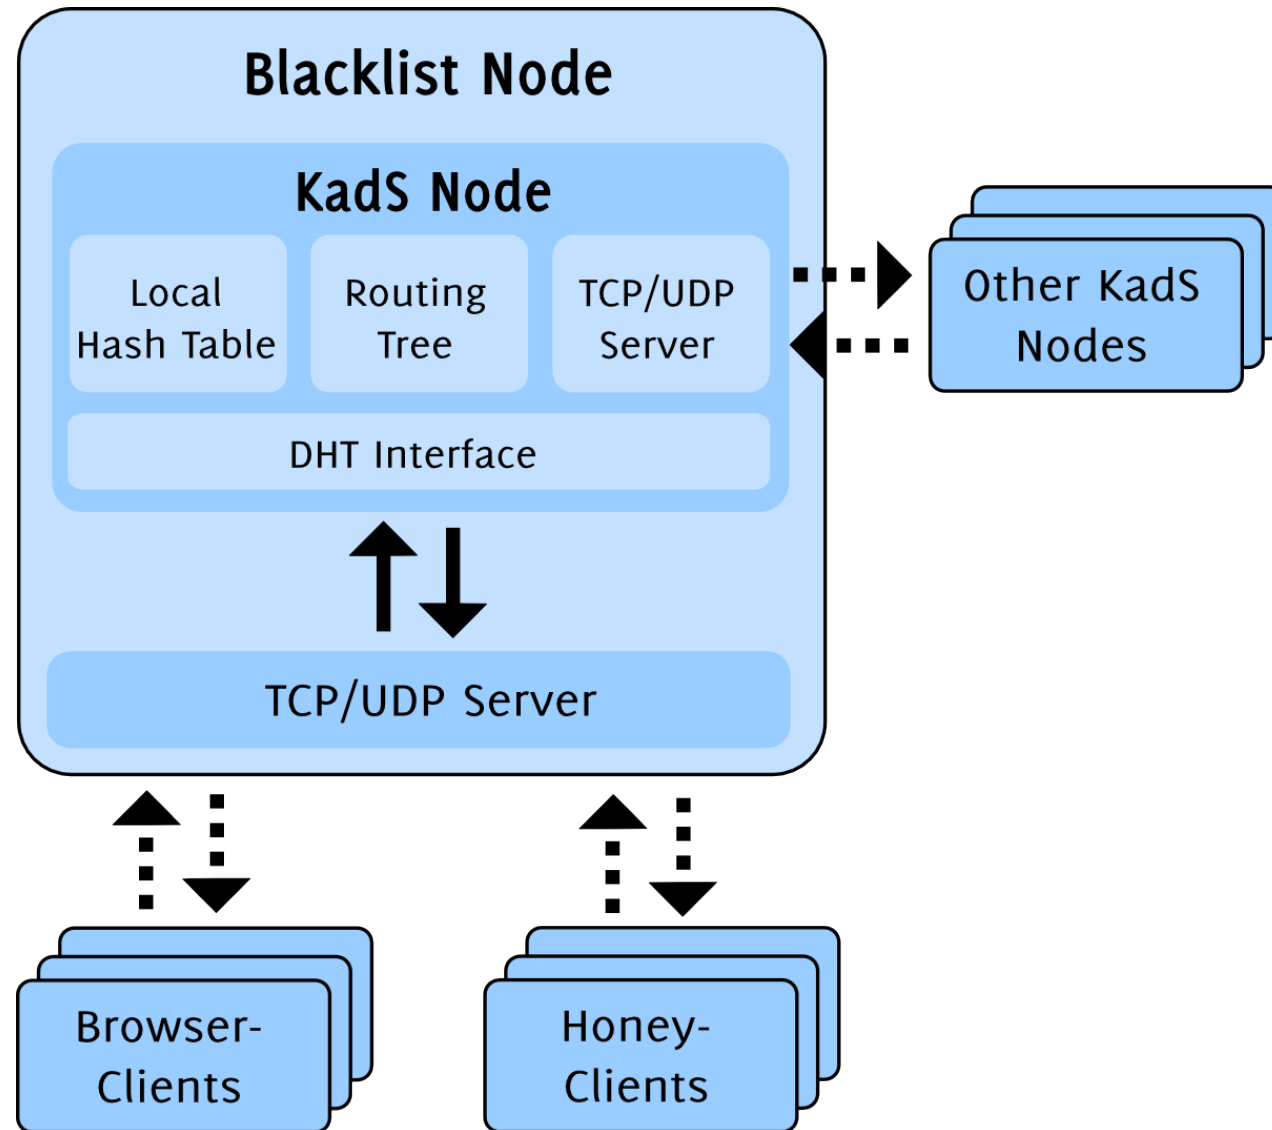 Blacklist Node
KadS Node
Local
Hash Table
Routing
Tree
TCP/UDP
Server
Other KadS
Nodes
DHT Interface
TCP/UDP Server
Browser-
Clients
Honey-
Clients